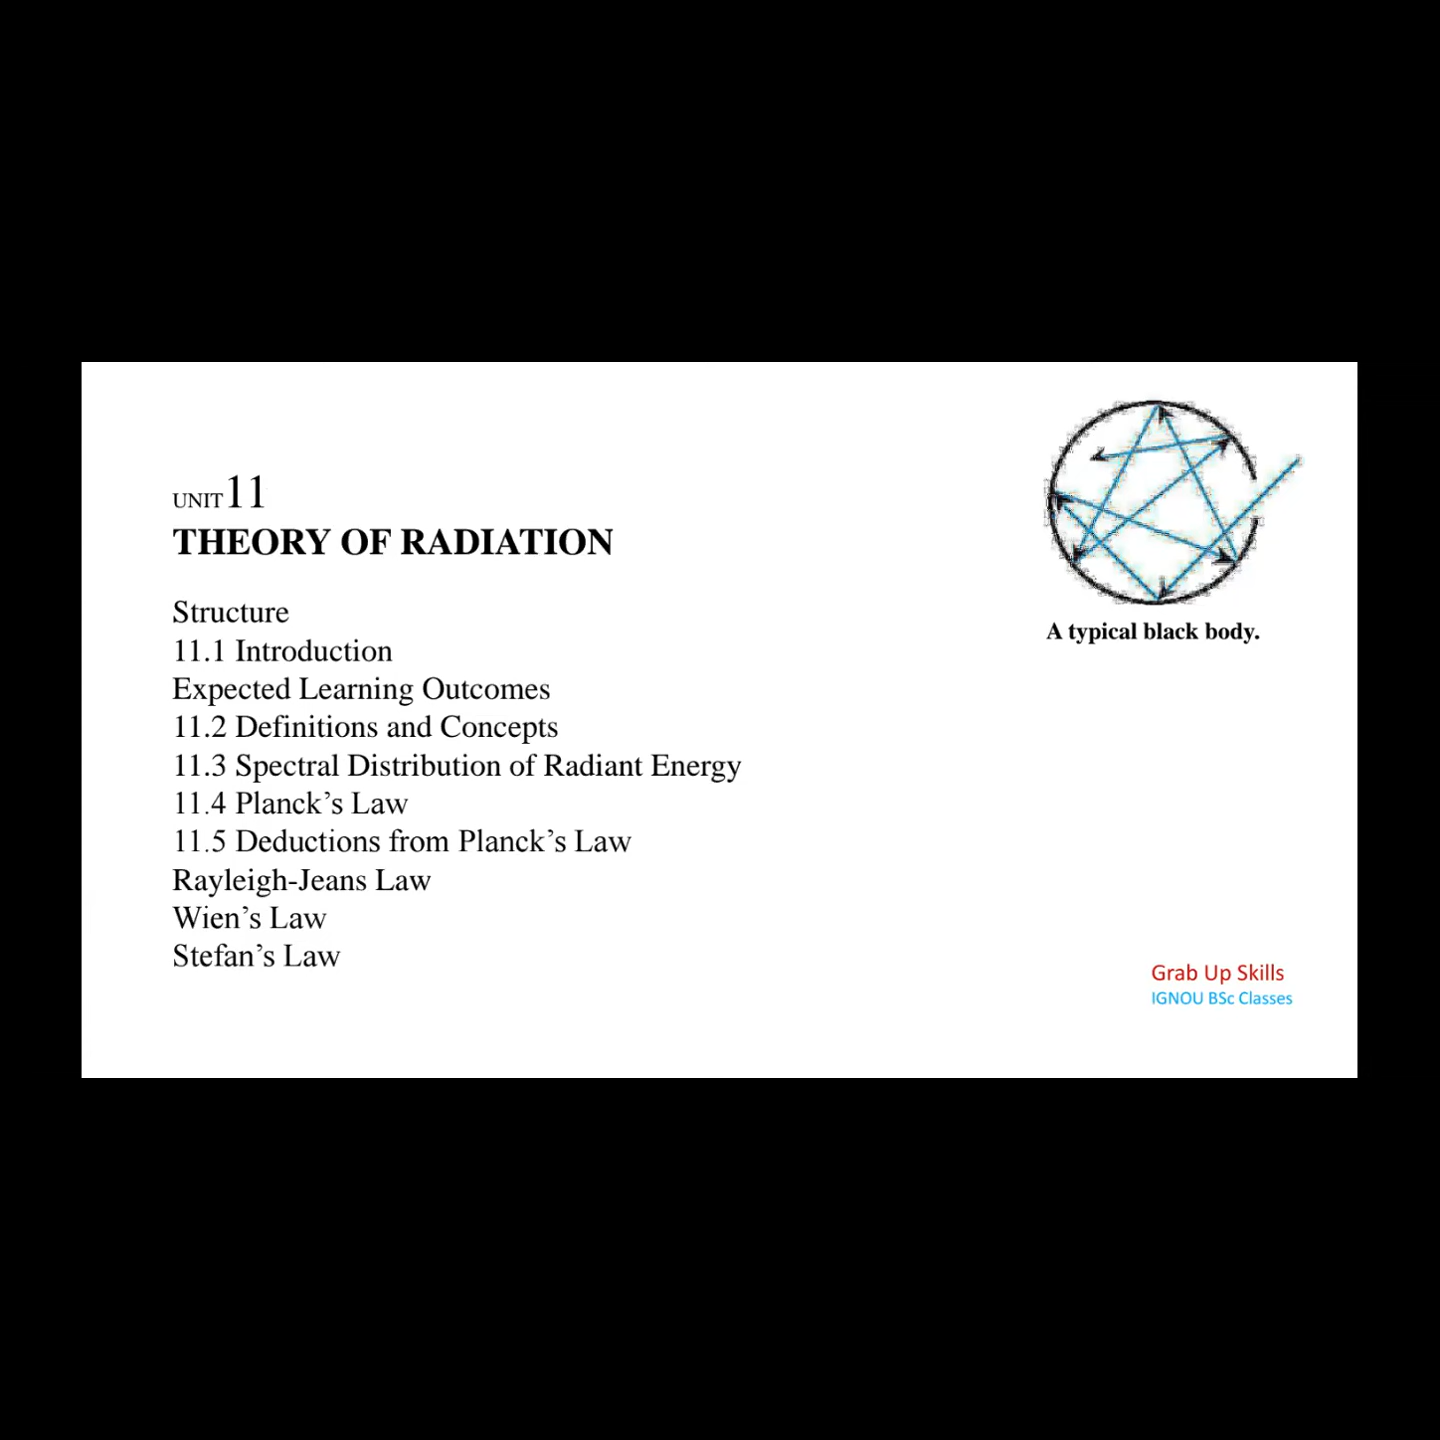 UNIT 11
THEORY OF RADIATION
Structure
11.1 Introduction
Expected Learning Outcomes
11.2 Definitions and Concepts
11.3 Spectral Distribution of Radiant Energy
11.4 Planck’s Law
11.5 Deductions from Planck’s Law
Rayleigh-Jeans Law
Wien’s Law
Stefan’s Law
A typical black body.
Grab Up Skills
IGNOU BSc Classes